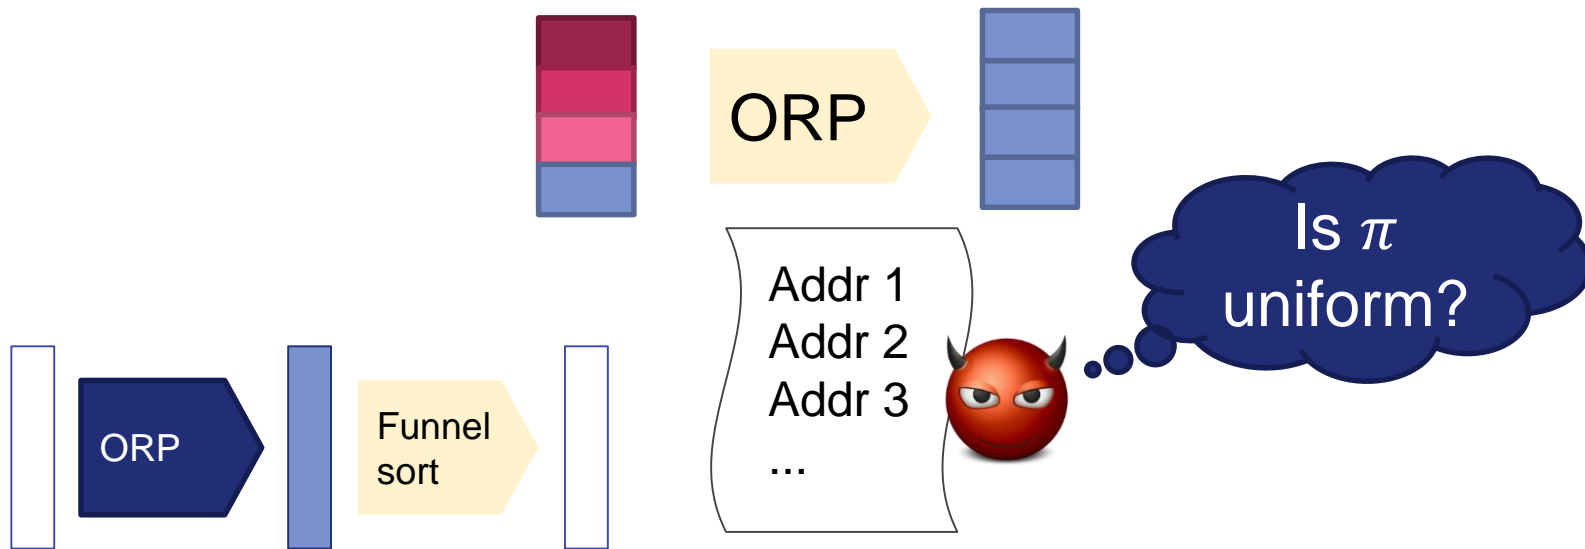 ORP
Is π
uniform?
Addr 1
Addr 2
Addr 3
...
ORP
Funnel
sort